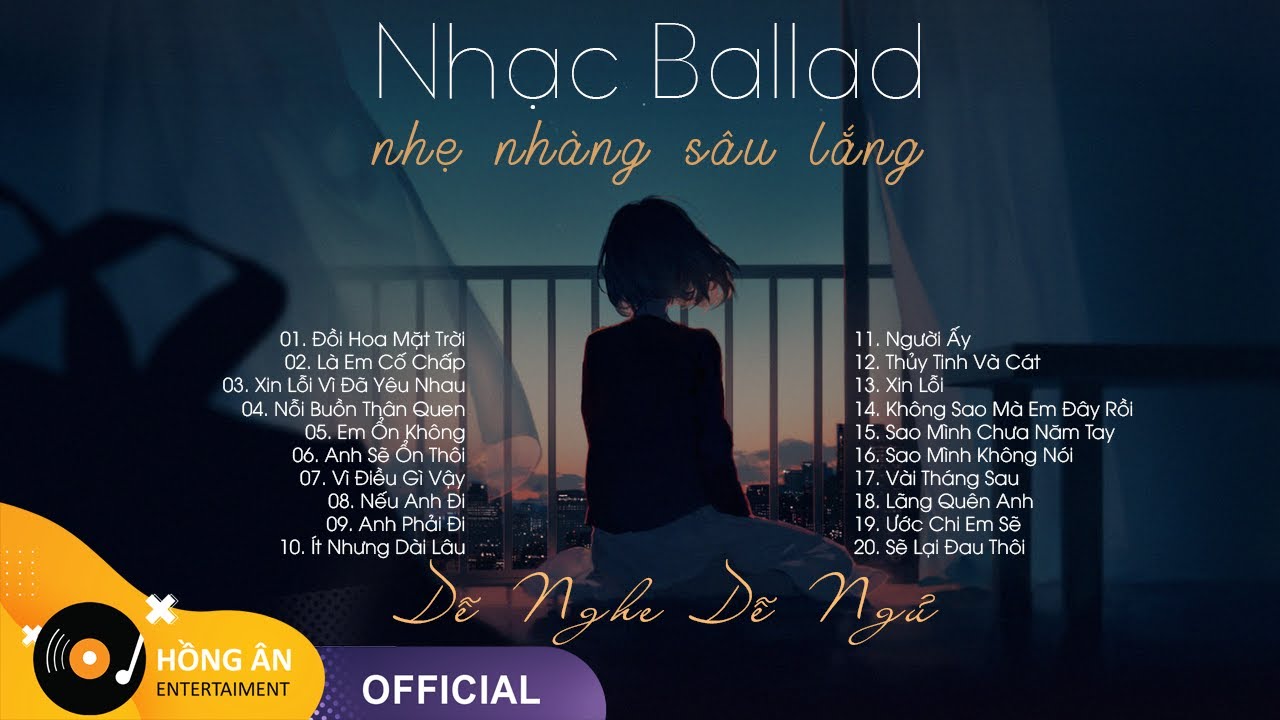 Nhạc Ballad
nhẹ nhàng sâu lắng
01. Đồi Hoa Mặt Trời
02. Là Em Cố Chấp
03. Xin Lỗi Vì Đã Yêu Nhau
04. Nỗi Buồn Thân Quen
05. Em Ổn Không
06. Anh Sẽ Ổn Thôi
07. Vì Điều Gì Vậy
08. Nếu Anh Đi
09. Anh Phải Đi
10. Ít Nhưng Dài Lâu
11. Người Ấy
12. Thủy Tinh Và Cát
13. Xin Lỗi
14. Không Sao Mà Em Đây Rồi
15. Sao Mình Chưa Năm Tay
16. Sao Mình Không Nói
17. Vài Tháng Sau
18. Lãng Quên Anh
19. Ước Chi Em Sẽ
20. Sẽ Lại Đau Thôi
Dễ Nghe Dễ Ngủ
HỒNG ÂN
ENTERTAIMENT
OFFICIAL